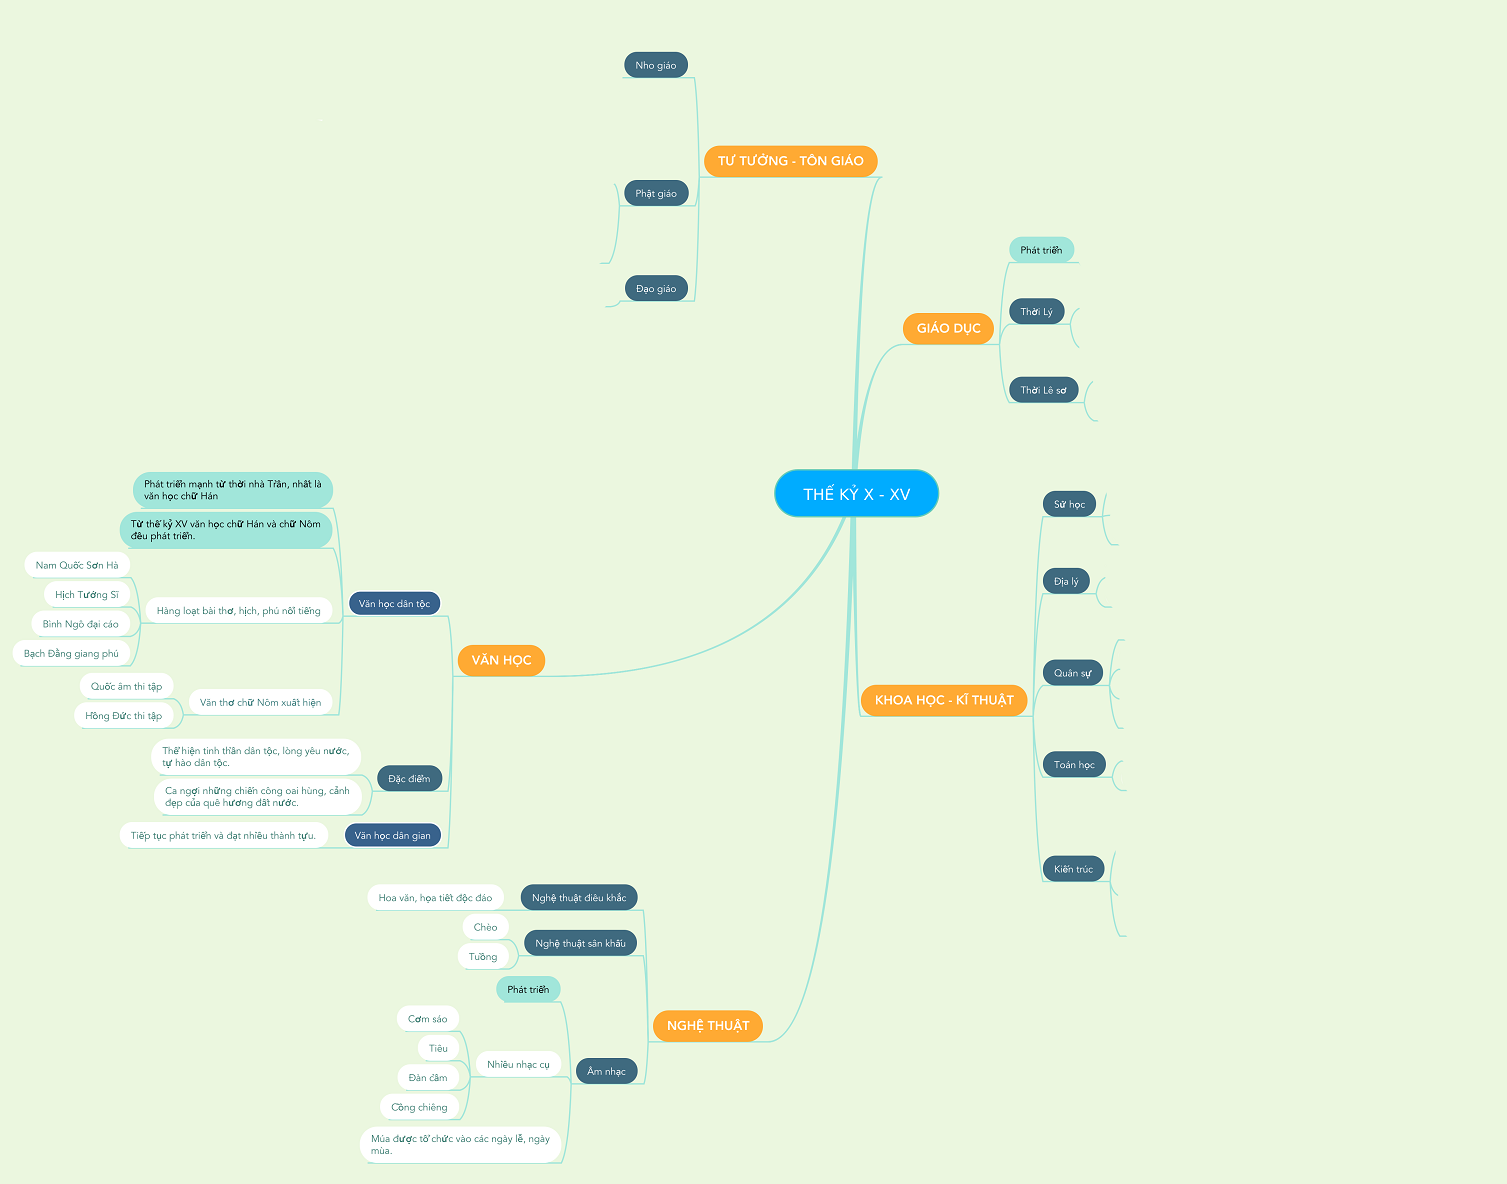 THẾ KỶ X - XV
TƯ TƯỞNG - TÔN GIÁO
Nho giáo
Phật giáo
Đạo giáo
GIÁO DỤC
Phát triển
Thời Lý
Thời Lê sơ
KHOA HỌC - KĨ THUẬT
Sử học
Địa lý
Quân sự
Toán học
Kiến trúc
VĂN HỌC
Văn học dân tộc
Phát triển mạnh từ thời nhà Trần, nhất là
văn học chữ Hán
Từ thế kỷ XV văn học chữ Hán và chữ Nôm
đều phát triển.
Hàng loạt bài thơ, hịch, phú nổi tiếng
Nam Quốc Sơn Hà
Hịch Tướng Sĩ
Bình Ngô đại cáo
Bạch Đằng giang phú
Văn thơ chữ Nôm xuất hiện
Quốc âm thi tập
Hồng Đức thi tập
Đặc điểm
Thể hiện tinh thần dân tộc, lòng yêu nước,
tự hào dân tộc.
Ca ngợi những chiến công oai hùng, cảnh
đẹp của quê hương đất nước.
Văn học dân gian
Tiếp tục phát triển và đạt nhiều thành tựu.
NGHỆ THUẬT
Nghệ thuật điêu khắc
Hoa văn, họa tiết độc đáo
Nghệ thuật sân khấu
Chèo
Tuồng
Âm nhạc
Phát triển
Nhiều nhạc cụ
Cơm sáo
Tiêu
Đàn cầm
Cồng chiêng
Múa được tổ chức vào các ngày lễ, ngày
mùa.